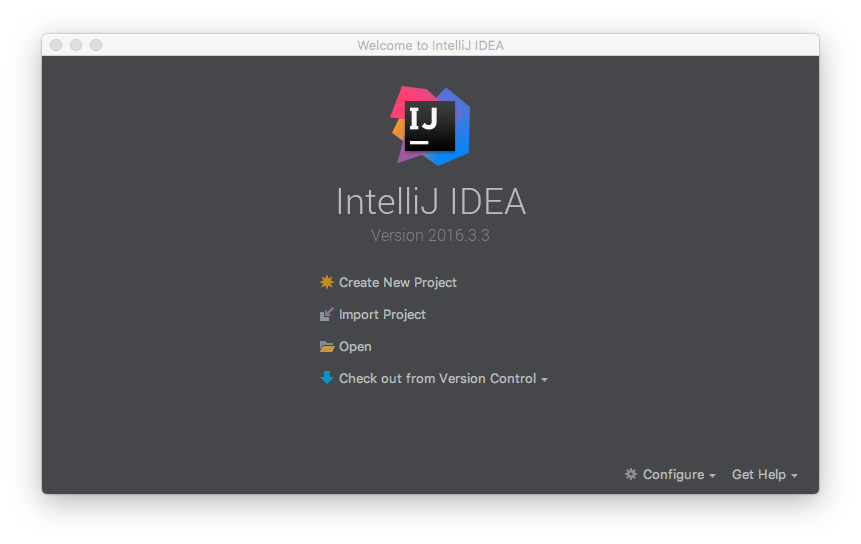 Welcome to IntelliJ IDEA
IJ
IntelliJ IDEA
Version 2016.3.3
Create New Project
Import Project
Open
Check out from Version Control
Configure
Get Help